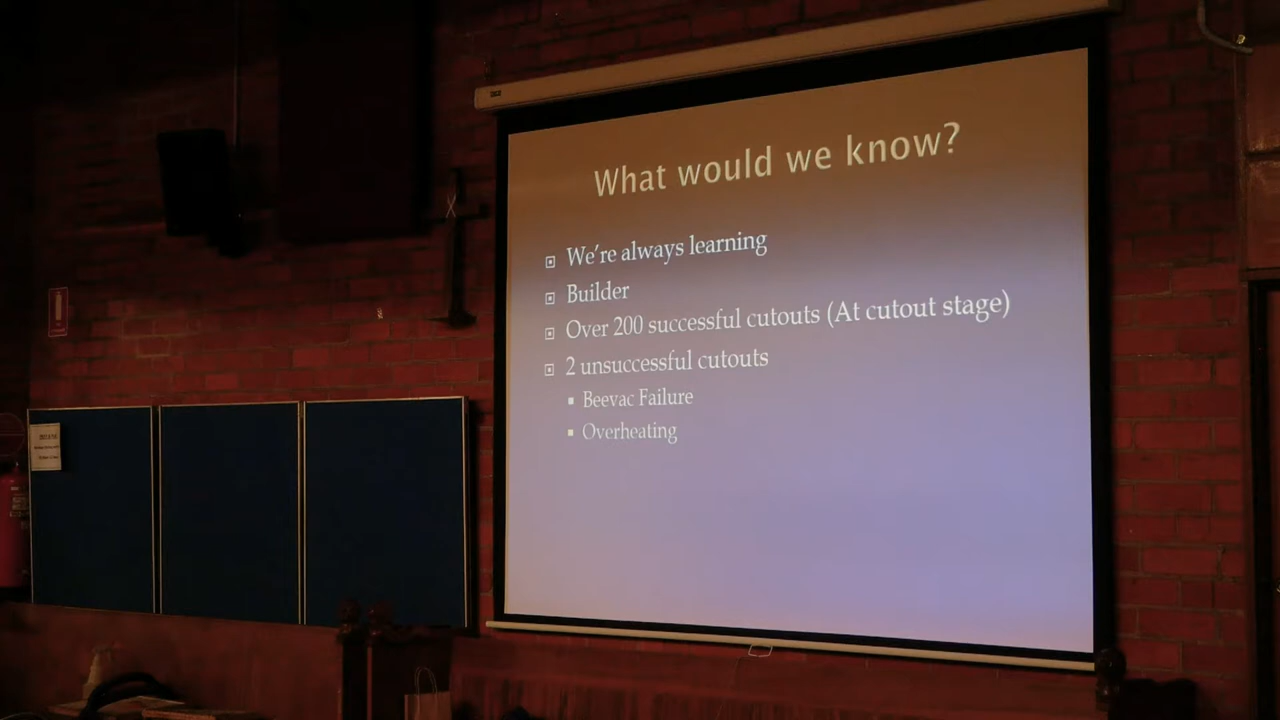 What would we know?
We're always learning
Builder
Over 200 successful cutouts (At cutout stage)
2 unsuccessful cutouts
Beevac Failure
Overheating